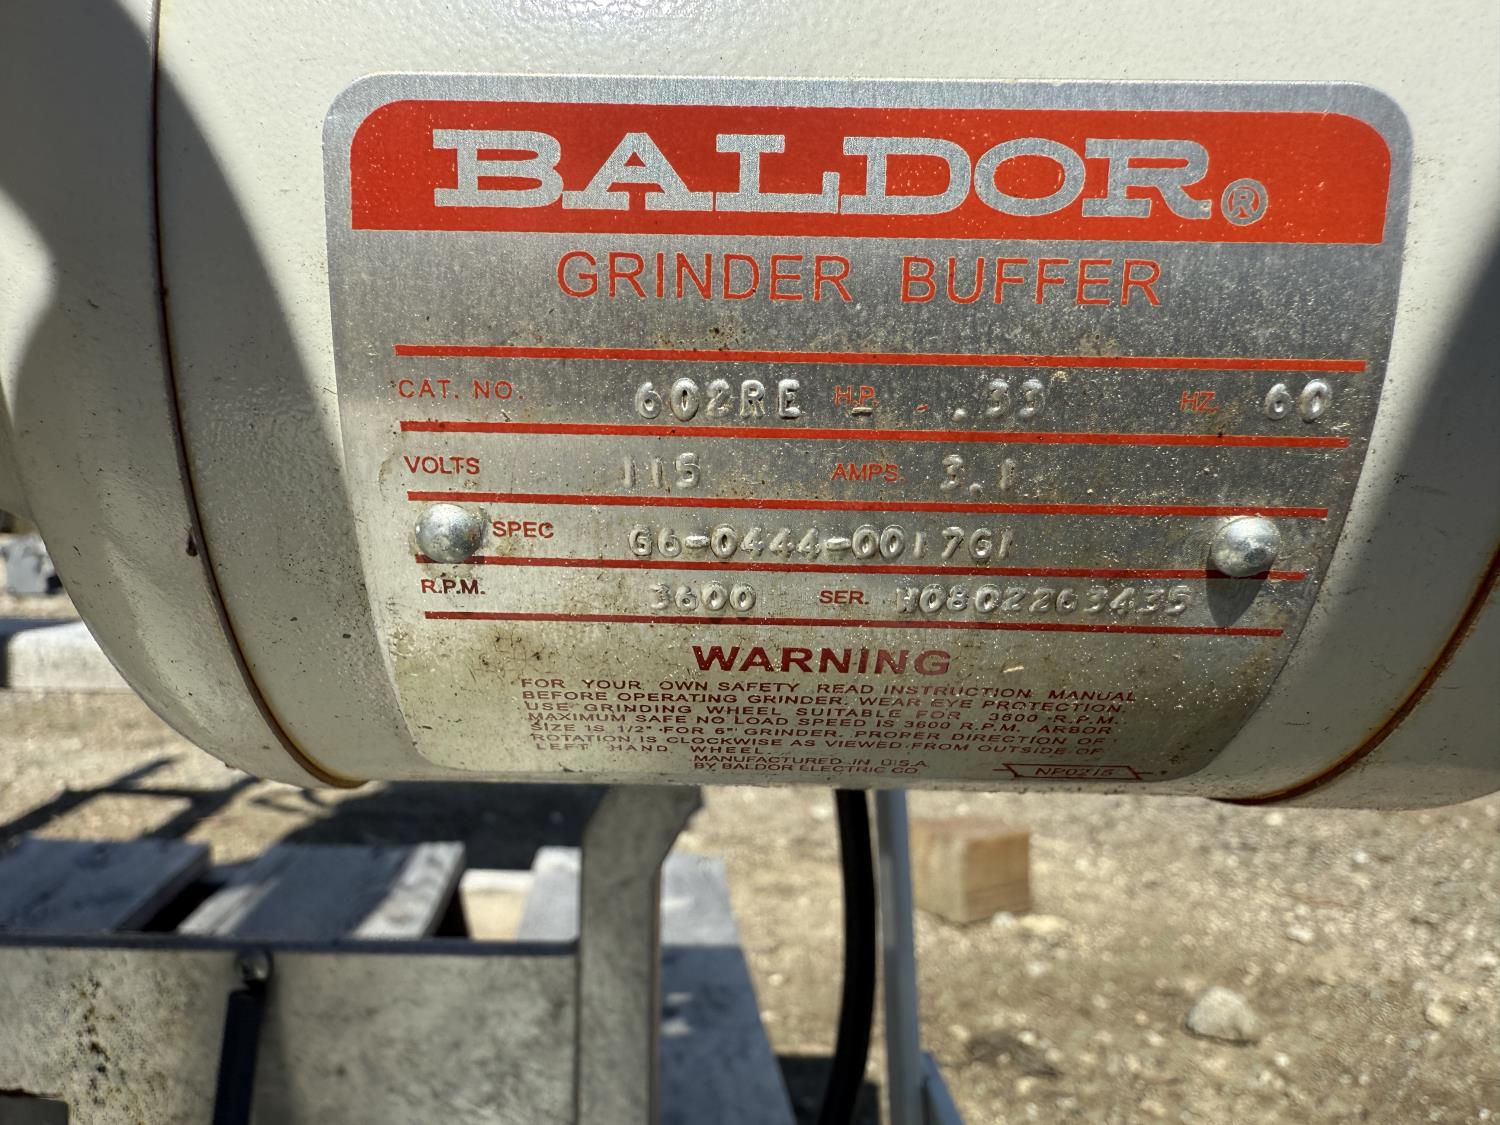 BALDOR®
GRINDER BUFFER
CAT. NO. 602RE H.P. .33 HZ. 60
VOLTS 115 AMPS. 3.1
SPEC G6-0444-0017G1
R.P.M. 3600 SER. W0802263435
WARNING
FOR YOUR OWN SAFETY READ INSTRUCTION MANUAL
BEFORE OPERATING GRINDER. WEAR EYE PROTECTION.
USE GRINDING WHEEL SUITABLE FOR 3600 R.P.M.
MAXIMUM SAFE NO LOAD SPEED IS 3600 R.P.M. ARBOR
SIZE IS 1/2" FOR 6" GRINDER. PROPER DIRECTION OF
ROTATION IS CLOCKWISE AS VIEWED FROM OUTSIDE OF
LEFT HAND WHEEL.
MANUFACTURED IN U.S.A.
BY BALDOR ELECTRIC CO.
NP0215